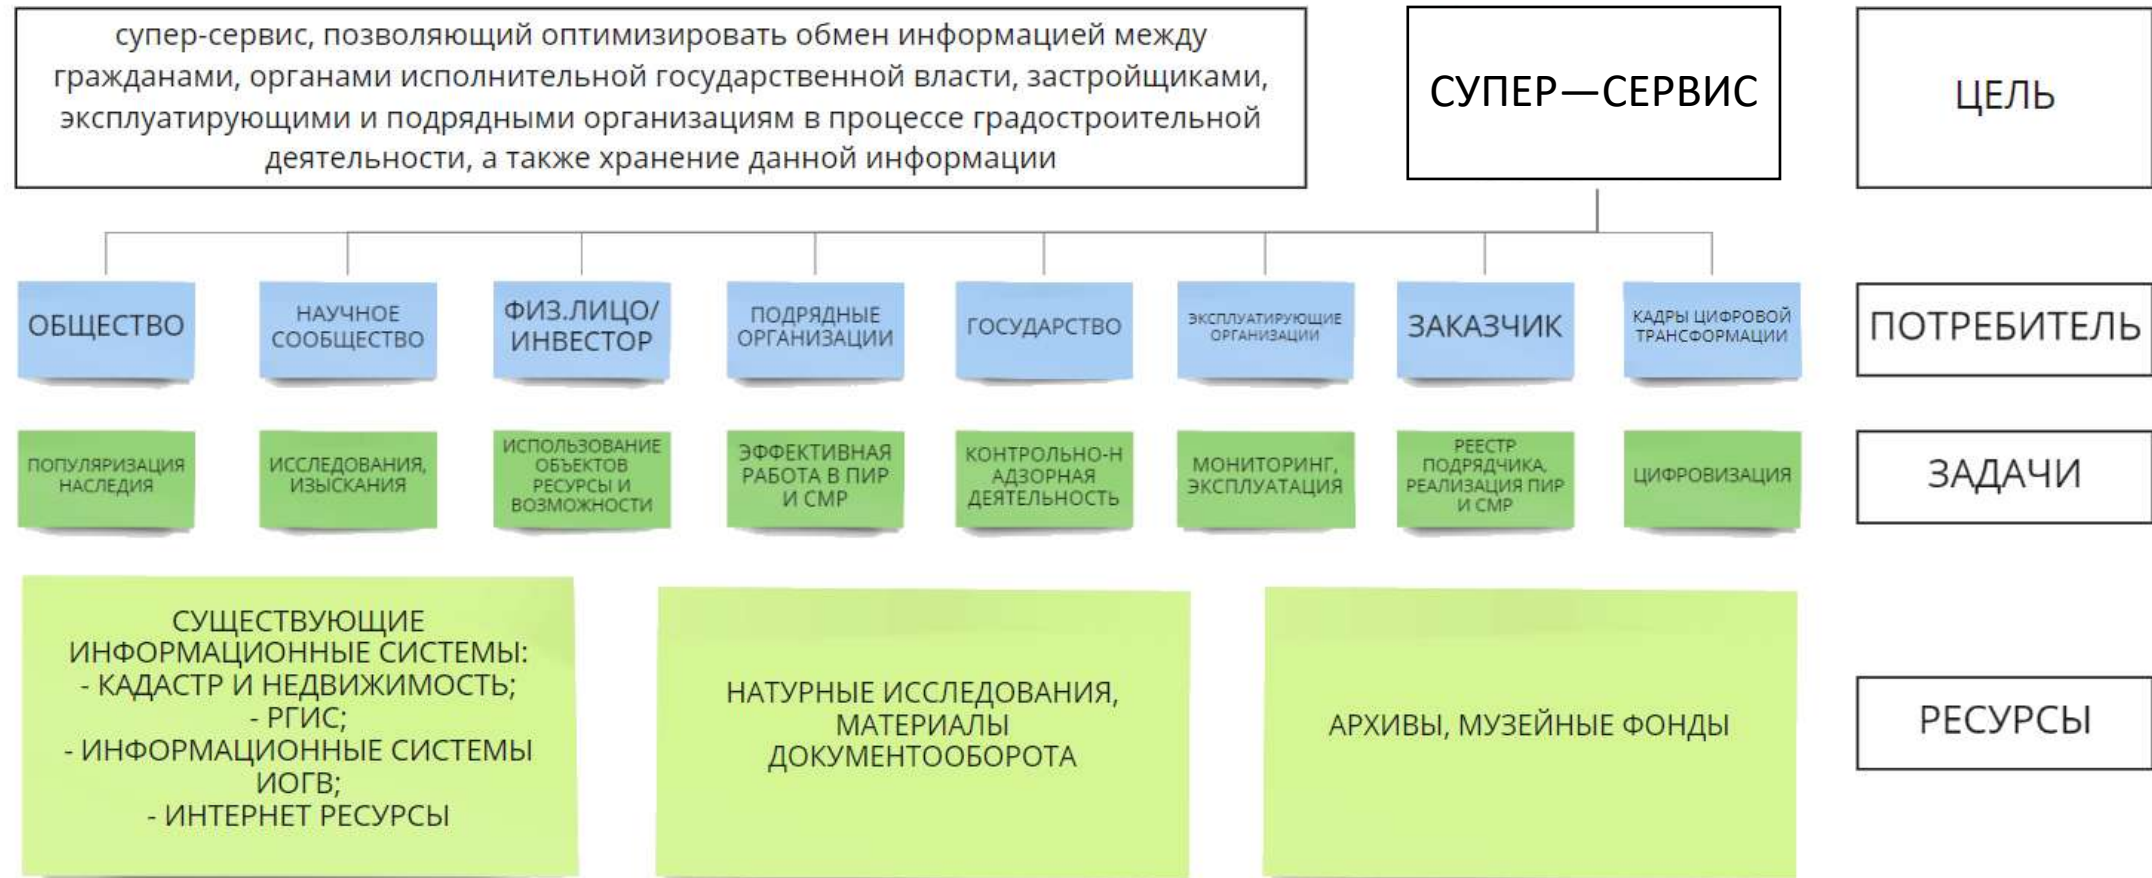 супер-сервис, позволяющий оптимизировать обмен информацией между
гражданами, органами исполнительной государственной власти, застройщиками,
эксплуатирующими и подрядными организациям в процессе градостроительной
деятельности, а также хранение данной информации
СУПЕР—СЕРВИС
ЦЕЛЬ
ОБЩЕСТВО
НАУЧНОЕ
СООБЩЕСТВО
ФИЗ.ЛИЦО/
ИНВЕСТОР
ПОДРЯДНЫЕ
ОРГАНИЗАЦИИ
ГОСУДАРСТВО
ЭКСПЛУАТИРУЮЩИЕ
ОРГАНИЗАЦИИ
ЗАКАЗЧИК
КАДРЫ ЦИФРОВОЙ
ТРАНСФОРМАЦИИ
ПОТРЕБИТЕЛЬ
ПОПУЛЯРИЗАЦИЯ
НАСЛЕДИЯ
ИССЛЕДОВАНИЯ,
ИЗЫСКАНИЯ
ИСПОЛЬЗОВАНИЕ
ОБЪЕКТОВ
РЕСУРСЫ И
ВОЗМОЖНОСТИ
ЭФФЕКТИВНАЯ
РАБОТА В ПИР
И СМР
КОНТРОЛЬНО-Н
АДЗОРНАЯ
ДЕЯТЕЛЬНОСТЬ
МОНИТОРИНГ,
ЭКСПЛУАТАЦИЯ
РЕЕСТР
ПОДРЯДЧИКА,
РЕАЛИЗАЦИЯ ПИР
И СМР
ЦИФРОВИЗАЦИЯ
ЗАДАЧИ
СУЩЕСТВУЮЩИЕ
ИНФОРМАЦИОННЫЕ СИСТЕМЫ:
- КАДАСТР И НЕДВИЖИМОСТЬ;
- РГИС;
- ИНФОРМАЦИОННЫЕ СИСТЕМЫ
ИОГВ;
- ИНТЕРНЕТ РЕСУРСЫ
НАТУРНЫЕ ИССЛЕДОВАНИЯ,
МАТЕРИАЛЫ
ДОКУМЕНТООБОРОТА
АРХИВЫ, МУЗЕЙНЫЕ ФОНДЫ
РЕСУРСЫ